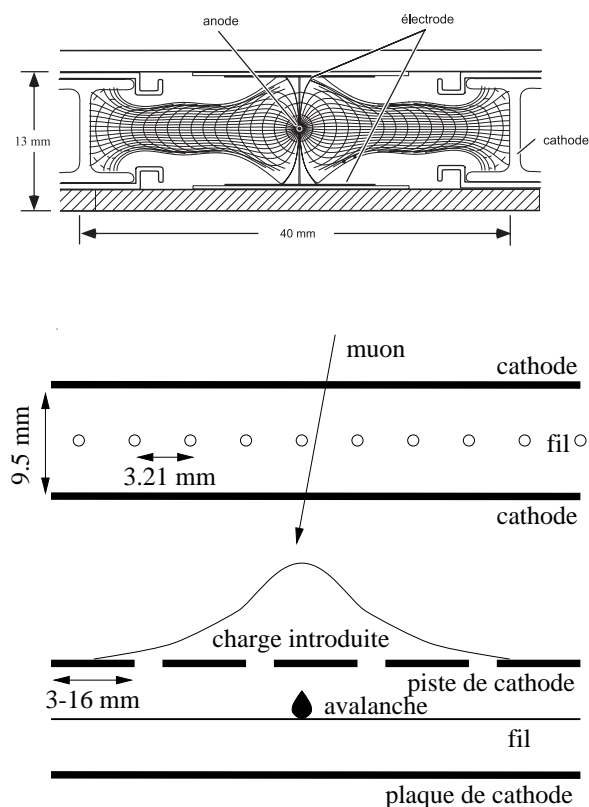 anode
électrode
13 mm
cathode
40 mm
muon
cathode
9.5 mm
fil
3.21 mm
cathode
charge introduite
piste de cathode
3-16 mm
avalanche
fil
plaque de cathode